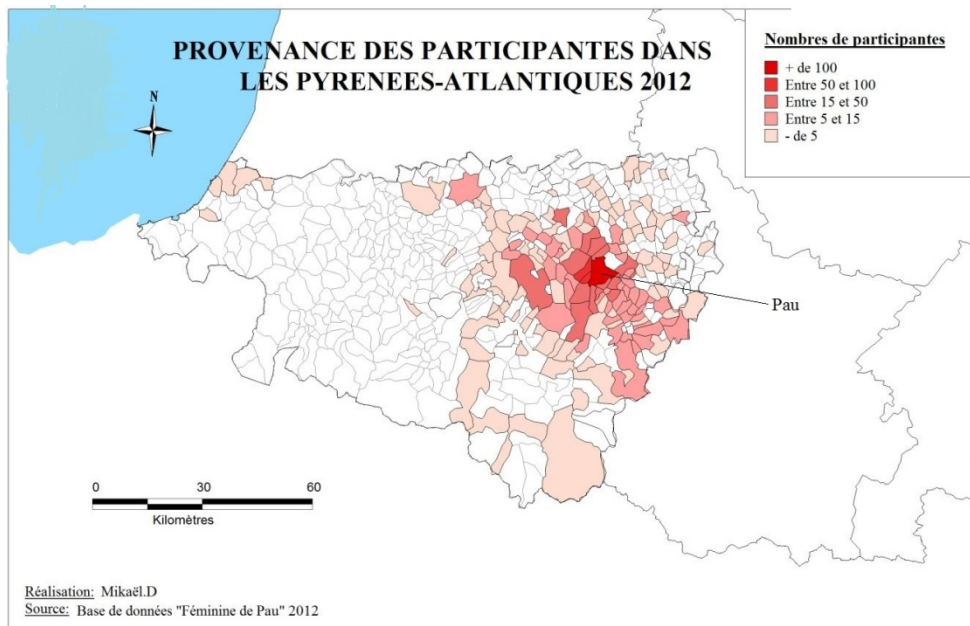 PROVENANCE DES PARTICIPANTES DANS
LES PYRENEES-ATLANTIQUES 2012
N
Nombres de participantes
+ de 100
Entre 50 et 100
Entre 15 et 50
Entre 5 et 15
- de 5
Pau
0 30 60
Kilomètres
Réalisation: Mikaël.D
Source: Base de données "Féminine de Pau" 2012